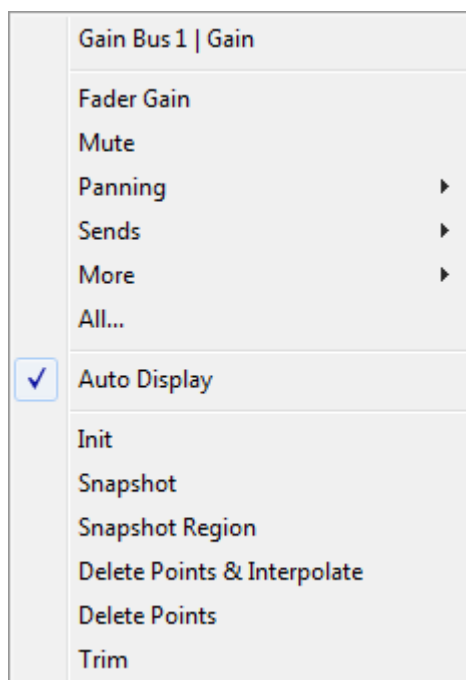 Gain Bus 1 | Gain
Fader Gain
Mute
Panning
Sends
More
All...
Auto Display
Init
Snapshot
Snapshot Region
Delete Points & Interpolate
Delete Points
Trim